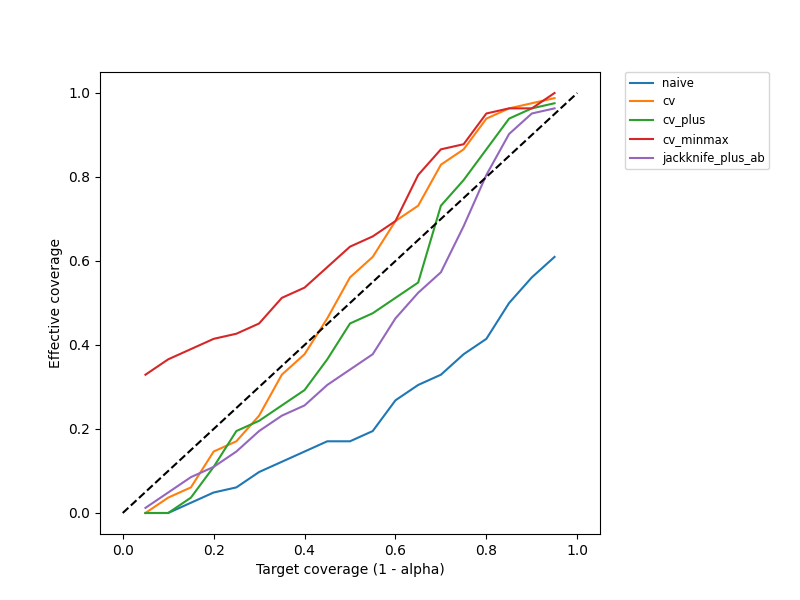 naive
cv
cv_plus
cv_minmax
jackknife_plus_ab
1.0
0.8
0.6
0.4
0.2
0.0
Effective coverage
0.0 0.2 0.4 0.6 0.8 1.0
Target coverage (1 - alpha)